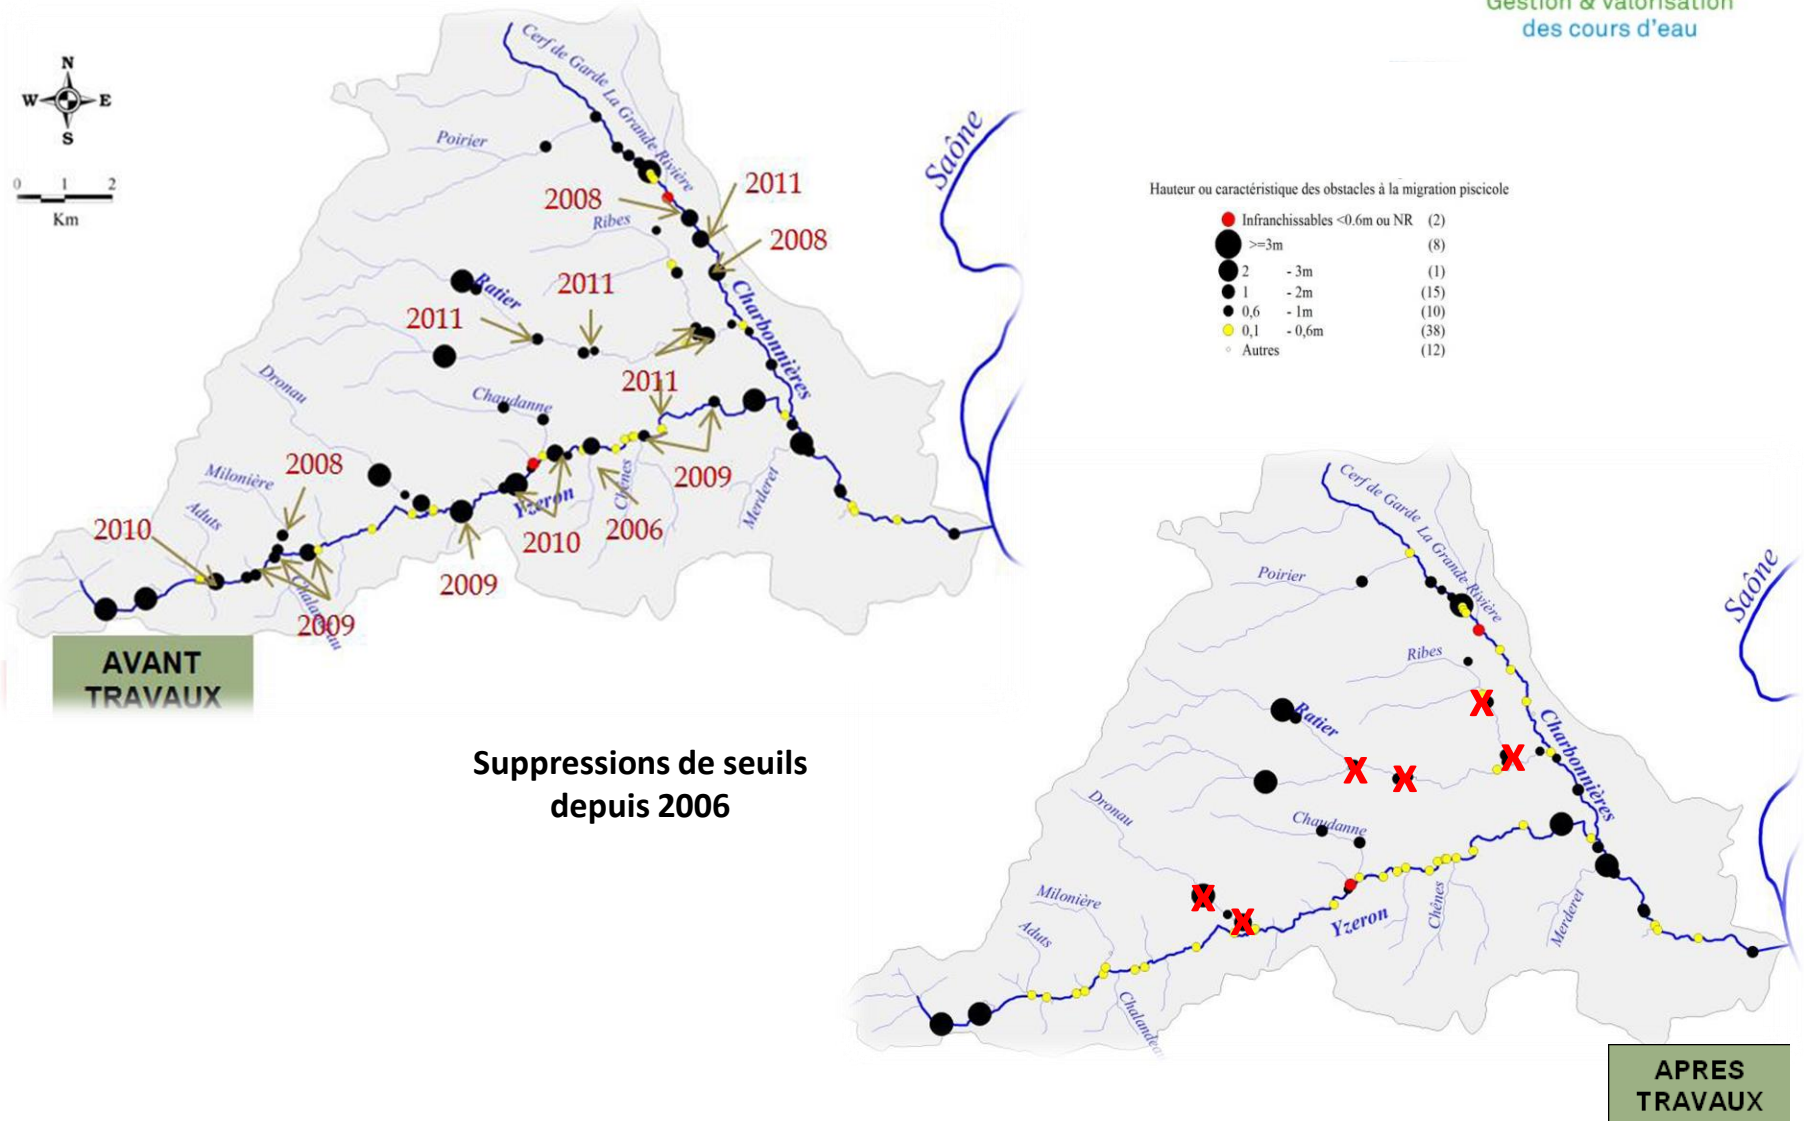 Gestion & valorisation
des cours d'eau
N
W
E
S
0 1 2
Km
Cerf de Garde
La Grande Rivière
Poirier
2008
2011
Ribes
2008
Ratier
2011
2011
Charbonnières
2011
Dronau
Chaudanne
2008
Milonière
2009
Aduts
Chênes
Merderet
2010
Yzeron
2010
2006
2009
2009
Saône
AVANT
TRAVAUX
Hauteur ou caractéristique des obstacles à la migration piscicole
Infranchissables <0.6m ou NR (2)
>=3m (8)
2 - 3m (1)
1 - 2m (15)
0,6 - 1m (10)
0,1 - 0,6m (38)
Autres (12)
Suppressions de seuils
depuis 2006
Cerf de Garde
La Grande Rivière
Poirier
Ribes
X
Ratier
X
X
X
Charbonnières
Dronau
Chaudanne
X
X
Milonière
Aduts
Yzeron
Chênes
Merderet
Saône
APRES
TRAVAUX